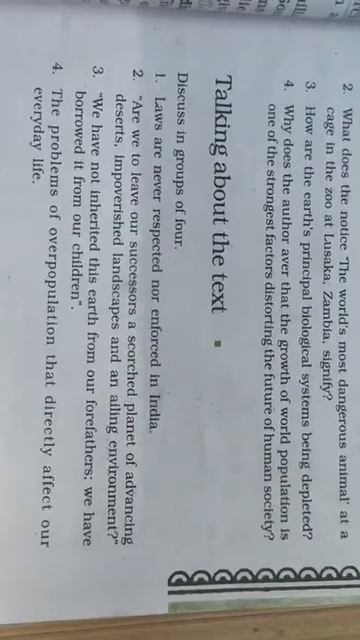 2. What does the notice 'The world's most dangerous animal' at a
cage in the zoo at Lusaka, Zambia, signify?
3. How are the earth's principal biological systems being depleted?
4. Why does the author aver that the growth of world population is
one of the strongest factors distorting the future of human society?
Talking about the text
Discuss in groups of four.
1. Laws are never respected nor enforced in India.
2. "Are we to leave our successors a scorched planet of advancing
deserts, impoverished landscapes and an ailing environment?"
3. "We have not inherited this earth from our forefathers; we have
borrowed it from our children".
4. The problems of overpopulation that directly affect our
everyday life.